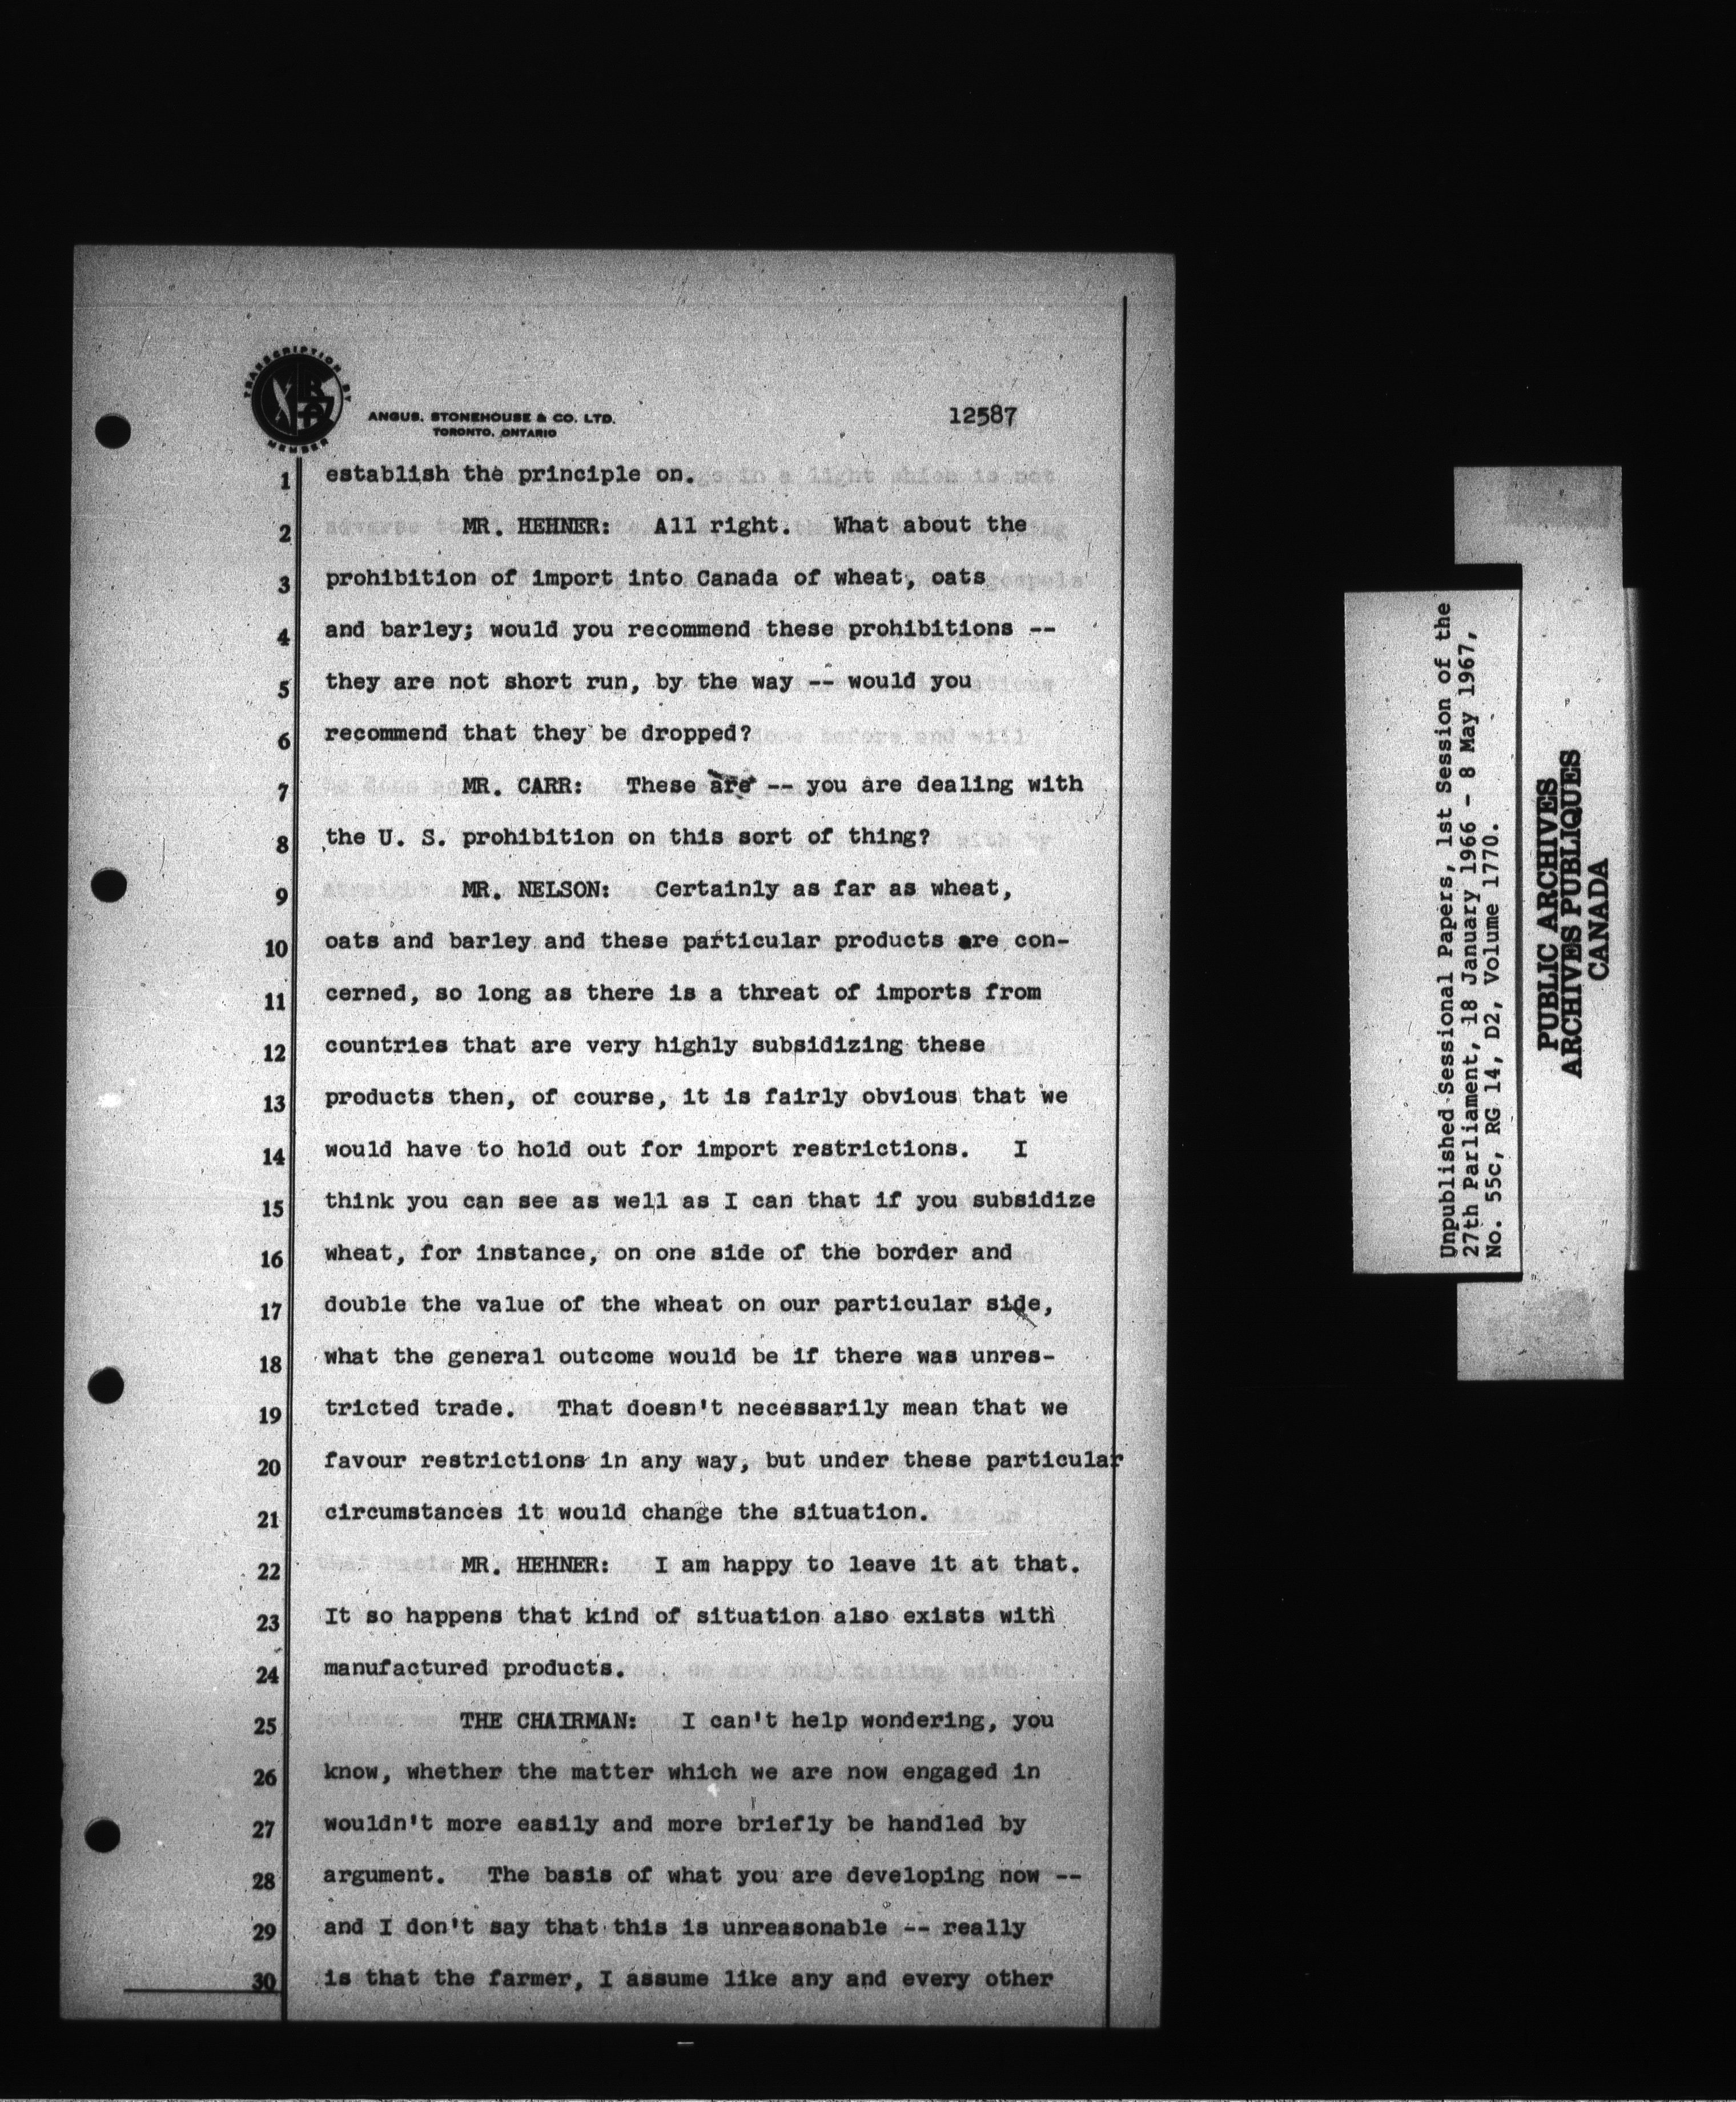 TRANSCRIPTION BY
MEMBER
ANGUS, STONEHOUSE & CO. LTD.
TORONTO, ONTARIO
12587
1 establish the principle on.
2 MR. HEHNER: All right. What about the
3 prohibition of import into Canada of wheat, oats
4 and barley; would you recommend these prohibitions --
5 they are not short run, by the way -- would you
6 recommend that they be dropped?
7 MR. CARR: These are -- you are dealing with
8 the U. S. prohibition on this sort of thing?
9 MR. NELSON: Certainly as far as wheat,
10 oats and barley and these particular products are con-
11 cerned, so long as there is a threat of imports from
12 countries that are very highly subsidizing these
13 products then, of course, it is fairly obvious that we
14 would have to hold out for import restrictions. I
15 think you can see as well as I can that if you subsidize
16 wheat, for instance, on one side of the border and
17 double the value of the wheat on our particular side,
18 what the general outcome would be if there was unres-
19 tricted trade. That doesn't necessarily mean that we
20 favour restrictions in any way, but under these particular
21 circumstances it would change the situation.
22 MR. HEHNER: I am happy to leave it at that.
23 It so happens that kind of situation also exists with
24 manufactured products.
25 THE CHAIRMAN: I can't help wondering, you
26 know, whether the matter which we are now engaged in
27 wouldn't more easily and more briefly be handled by
28 argument. The basis of what you are developing now --
29 and I don't say that this is unreasonable -- really
30 is that the farmer, I assume like any and every other
Unpublished Sessional Papers, 1st Session of the
27th Parliament, 18 January 1966 - 8 May 1967,
No. 55c, RG 14, D2, Volume 1770.
PUBLIC ARCHIVES
ARCHIVES PUBLIQUES
CANADA